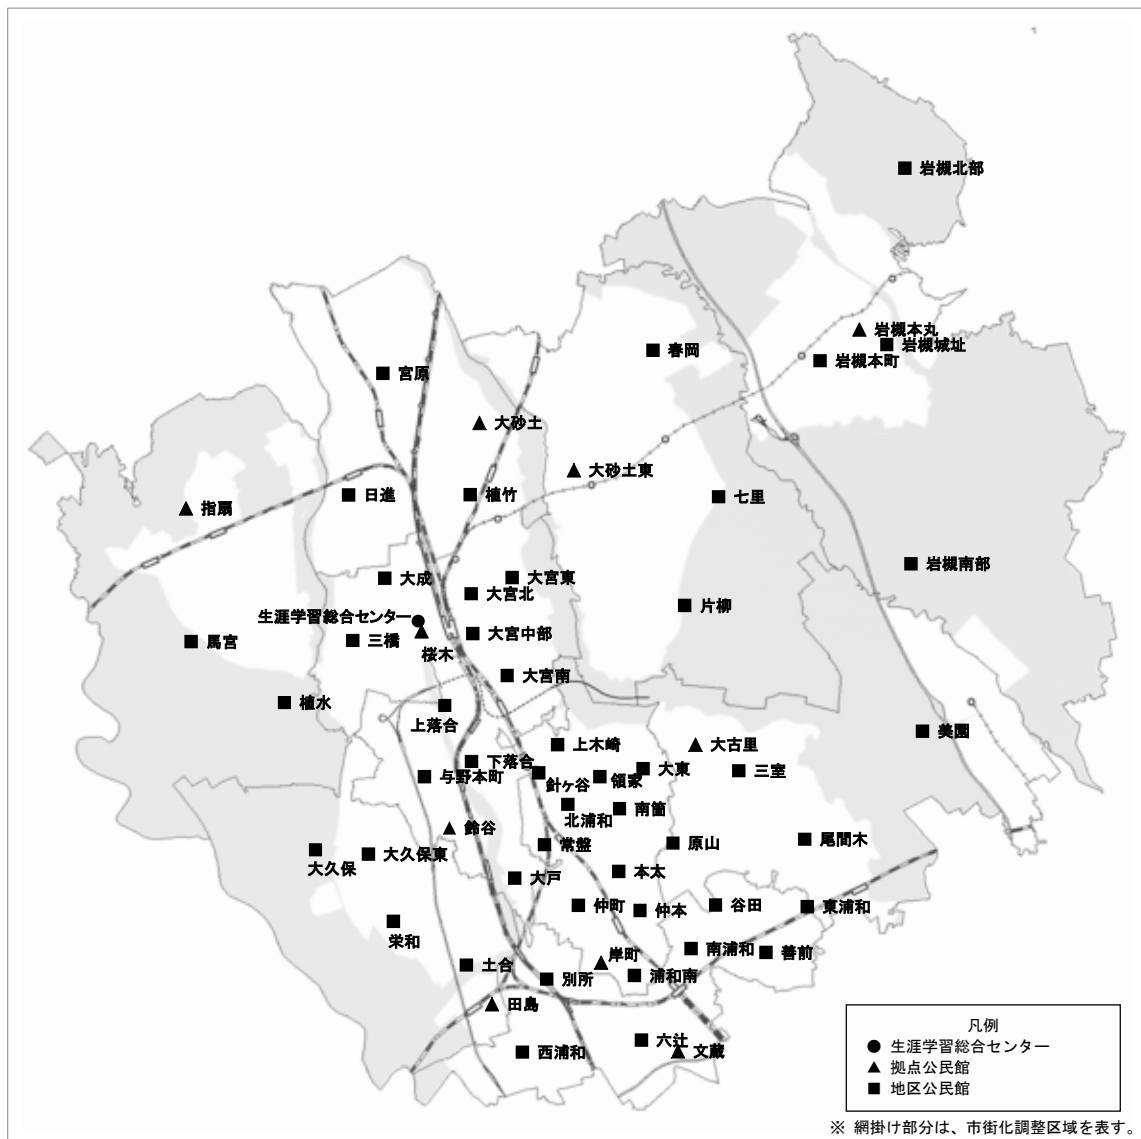 岩槻北部
岩槻本丸
岩槻城址
岩槻本町
春岡
宮原
大砂土
大砂土東
日進
植竹
七里
指扇
岩槻南部
大成
大宮東
大宮北
片柳
生涯学習総合センター
大宮中部
馬宮
三橋
桜木
大宮南
植水
上落合
美園
上木崎
大古里
下落合
大東
三室
与野本町
針ヶ谷
領家
南箇
北浦和
鈴谷
常盤
原山
尾間木
大久保東
大久保
本太
大戸
仲町
仲本
谷田
東浦和
栄和
南浦和
善前
岸町
土合
別所
浦和南
田島
六辻
西浦和
文蔵
凡例
● 生涯学習総合センター
▲ 拠点公民館
■ 地区公民館
※ 網掛け部分は、市街化調整区域を表す。